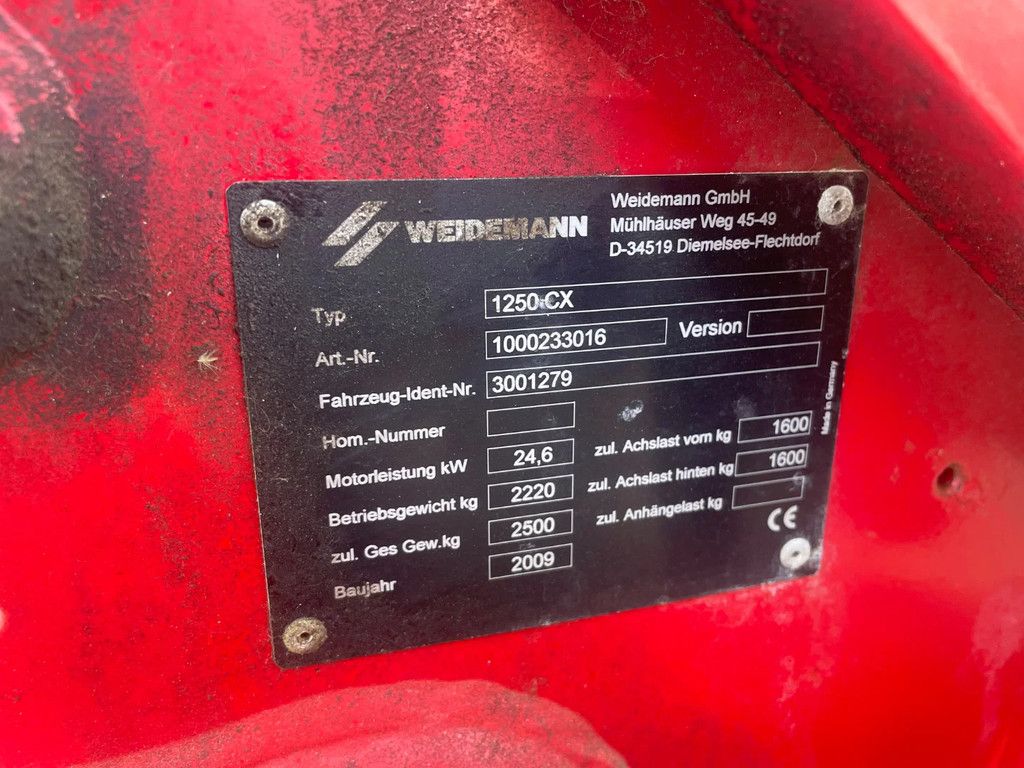 WEIDEMANN
Weidemann GmbH
Mühlhäuser Weg 45-49
D-34519 Diemelsee-Flechtdorf
Typ 1250 CX
Art.-Nr. 1000233016 Version
Fahrzeug-Ident-Nr. 3001279
Hom.-Nummer
Motorleistung kW 24,6 zul. Achslast vorn kg 1600
Betriebsgewicht kg 2220 zul. Achslast hinten kg 1600
zul. Ges Gew.kg 2500 zul. Anhängelast kg
Baujahr 2009
CE
Made in Germany